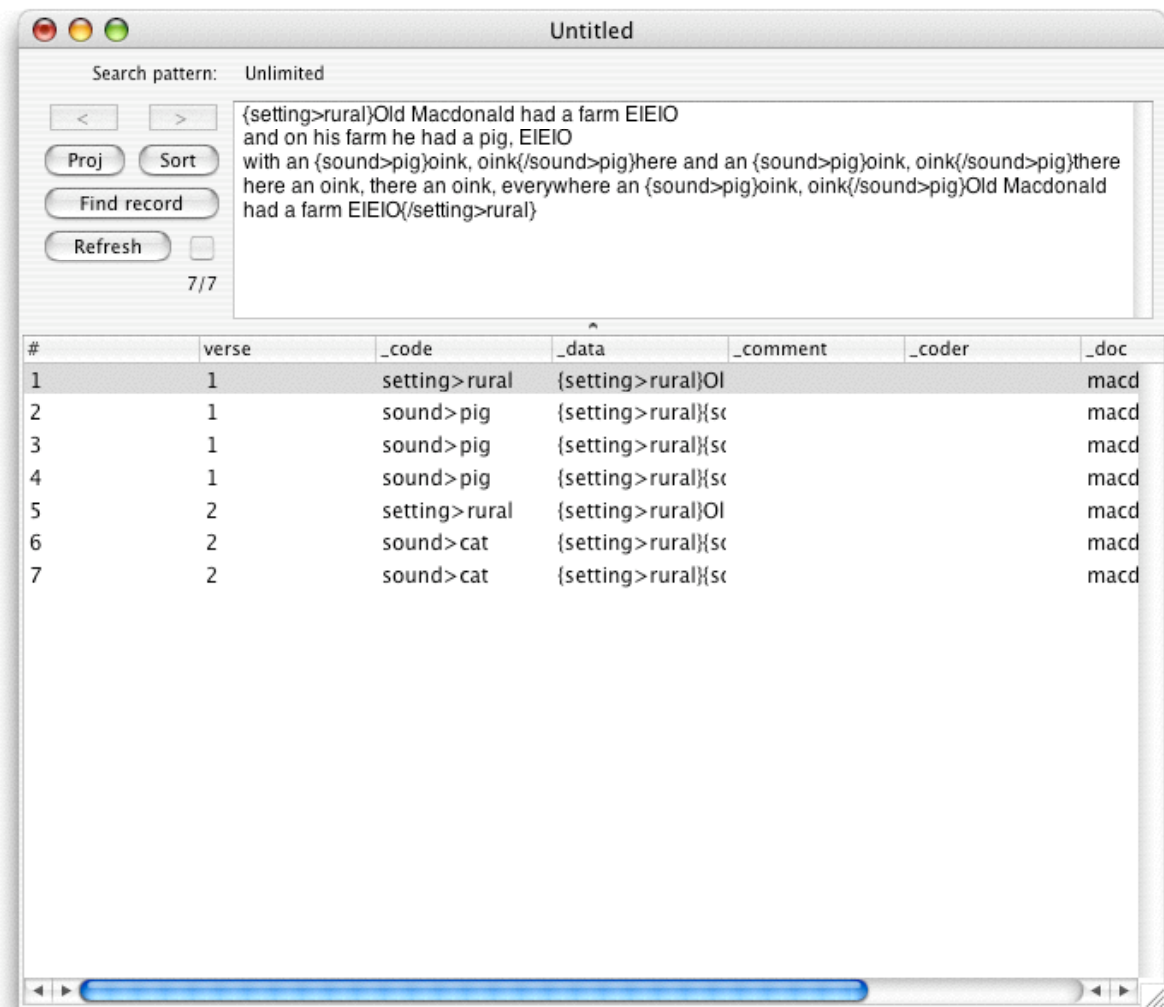 Untitled
Search pattern: Unlimited
< >
Proj Sort
Find record
Refresh
7/7
{setting>rural}Old Macdonald had a farm EIEIO
and on his farm he had a pig, EIEIO
with an {sound>pig}oink, oink{/sound>pig}here and an {sound>pig}oink, oink{/sound>pig}there
here an oink, there an oink, everywhere an {sound>pig}oink, oink{/sound>pig}Old Macdonald
had a farm EIEIO{/setting>rural}
# verse _code _data _comment _coder _doc
1 1 setting>rural {setting>rural}Ol macd
2 1 sound>pig {setting>rural}{so macd
3 1 sound>pig {setting>rural}{so macd
4 1 sound>pig {setting>rural}{so macd
5 2 setting>rural {setting>rural}Ol macd
6 2 sound>cat {setting>rural}{so macd
7 2 sound>cat {setting>rural}{so macd